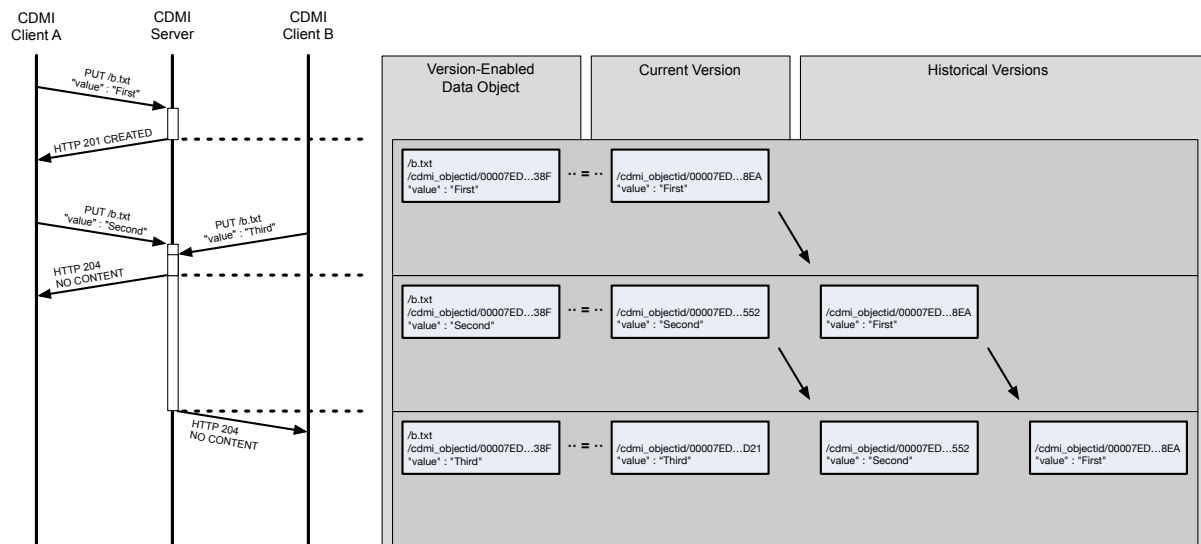 CDMI
Client A
CDMI
Server
CDMI
Client B
PUT /b.txt
"value" : "First"
HTTP 201 CREATED
PUT /b.txt
"value" : "Second"
PUT /b.txt
"value" : "Third"
HTTP 204
NO CONTENT
HTTP 204
NO CONTENT
Version-Enabled
Data Object
Current Version
Historical Versions
/b.txt
/cdmi_objectid/00007ED...38F
"value" : "First"
·· = ··
/cdmi_objectid/00007ED...8EA
"value" : "First"
/b.txt
/cdmi_objectid/00007ED...38F
"value" : "Second"
·· = ··
/cdmi_objectid/00007ED...552
"value" : "Second"
/cdmi_objectid/00007ED...8EA
"value" : "First"
/b.txt
/cdmi_objectid/00007ED...38F
"value" : "Third"
·· = ··
/cdmi_objectid/00007ED...D21
"value" : "Third"
/cdmi_objectid/00007ED...552
"value" : "Second"
/cdmi_objectid/00007ED...8EA
"value" : "First"